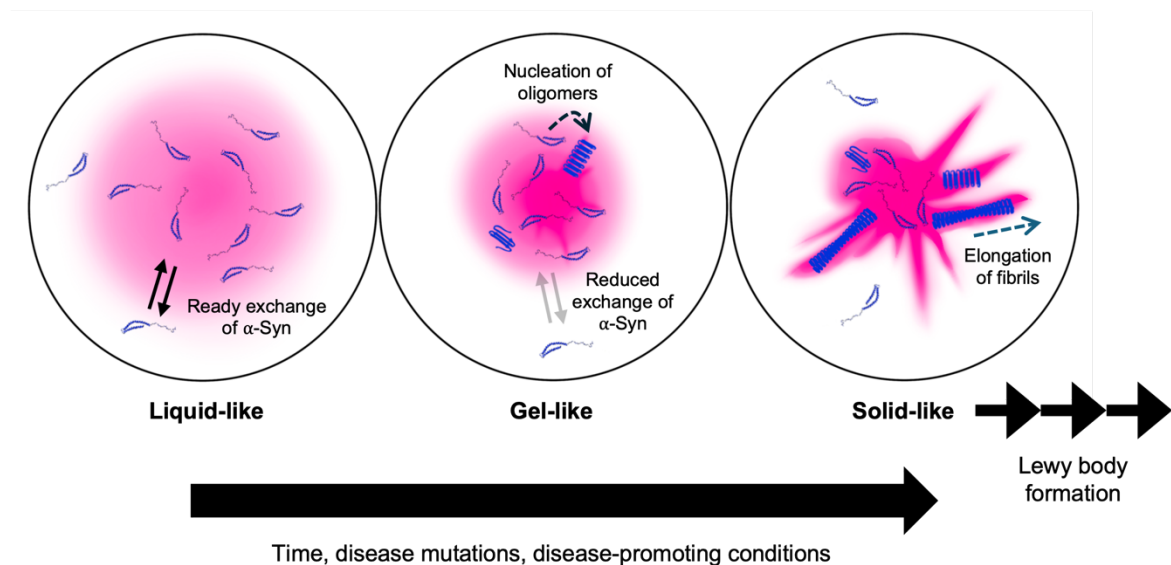 Nucleation of
oligomers
Ready exchange
of α-Syn
Reduced
exchange of
α-Syn
Elongation
of fibrils
Liquid-like
Gel-like
Solid-like
Lewy body
formation
Time, disease mutations, disease-promoting conditions